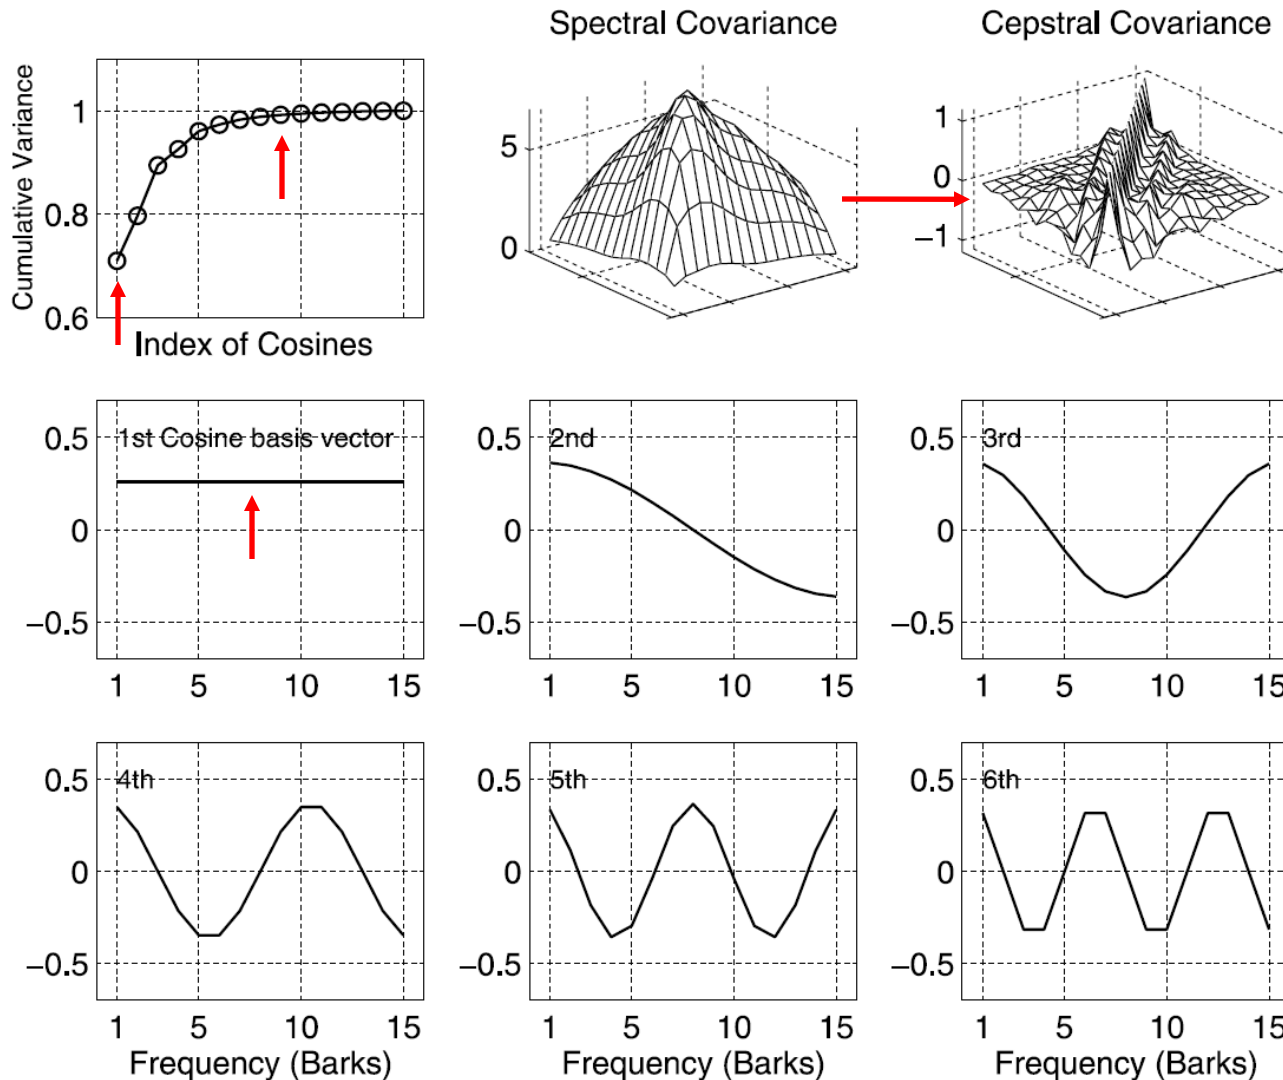 Spectral Covariance
Cepstral Covariance
Cumulative Variance
1
0.8
0.6
Index of Cosines
5
0
1
0
−1
1st Cosine basis vector
0.5
0
−0.5
1 5 10 15
2nd
0.5
0
−0.5
1 5 10 15
3rd
0.5
0
−0.5
1 5 10 15
4th
0.5
0
−0.5
1 5 10 15
Frequency (Barks)
5th
0.5
0
−0.5
1 5 10 15
Frequency (Barks)
6th
0.5
0
−0.5
1 5 10 15
Frequency (Barks)